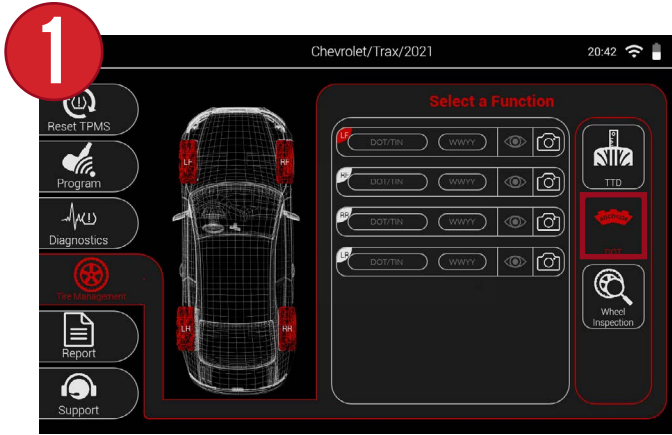 1
Chevrolet/Trax/2021
20:42
Reset TPMS
Program
Diagnostics
Tire Management
Report
Support
LF
RF
LR
RR
Select a Function
LF
DOT/TIN
WWYY
RF
DOT/TIN
WWYY
RR
DOT/TIN
WWYY
LR
DOT/TIN
WWYY
TTD
DOT
Wheel
Inspection